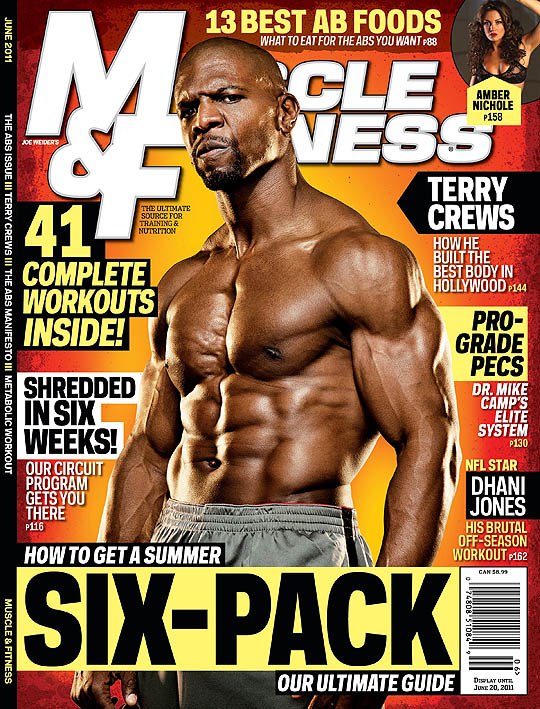 JUNE 2011
THE ABS ISSUE III TERRY CREWS III THE ABS MANIFESTO III METABOLIC WORKOUT
MUSCLE & FITNESS
13 BEST AB FOODS
WHAT TO EAT FOR THE ABS YOU WANT P88
AMBER
NICHOLE
P158
JOE WEIDER'S
MUSCLE
& FITNESS®
THE ULTIMATE
SOURCE FOR
TRAINING &
NUTRITION
41
COMPLETE
WORKOUTS
INSIDE!
TERRY
CREWS
HOW HE
BUILT THE
BEST BODY IN
HOLLYWOOD P144
PRO-
GRADE
PECS
DR. MIKE
CAMP'S
ELITE
SYSTEM
P130
SHREDDED
IN SIX
WEEKS!
OUR CIRCUIT
PROGRAM
GETS YOU
THERE
P116
NFL STAR
DHANI
JONES
HIS BRUTAL
OFF-SEASON
WORKOUT P162
HOW TO GET A SUMMER
SIX-PACK
OUR ULTIMATE GUIDE
CAN $8.99
0 74808 51084 9
06
DISPLAY UNTIL
JUNE 20, 2011